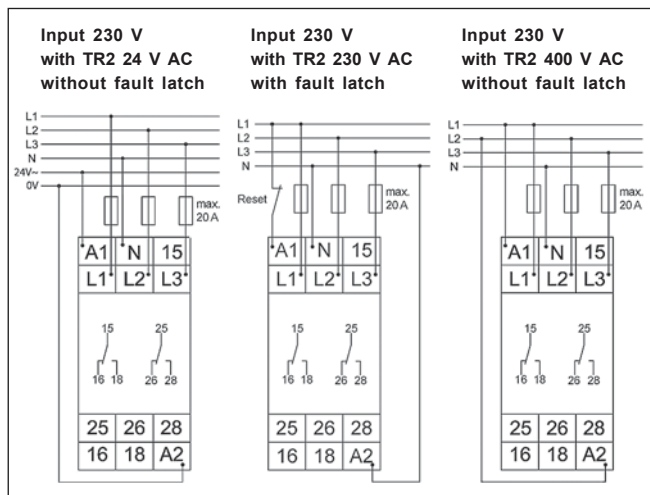 Input 230 V
with TR2 24 V AC
without fault latch
L1
L2
L3
N
24V~
0V
max.
20 A
A1 N 15
L1 L2 L3
15 25
16 18 26 28
25 26 28
16 18 A2
Input 230 V
with TR2 230 V AC
with fault latch
L1
L2
L3
N
Reset
max.
20 A
A1 N 15
L1 L2 L3
15 25
16 18 26 28
25 26 28
16 18 A2
Input 230 V
with TR2 400 V AC
without fault latch
L1
L2
L3
N
max.
20 A
A1 N 15
L1 L2 L3
15 25
16 18 26 28
25 26 28
16 18 A2